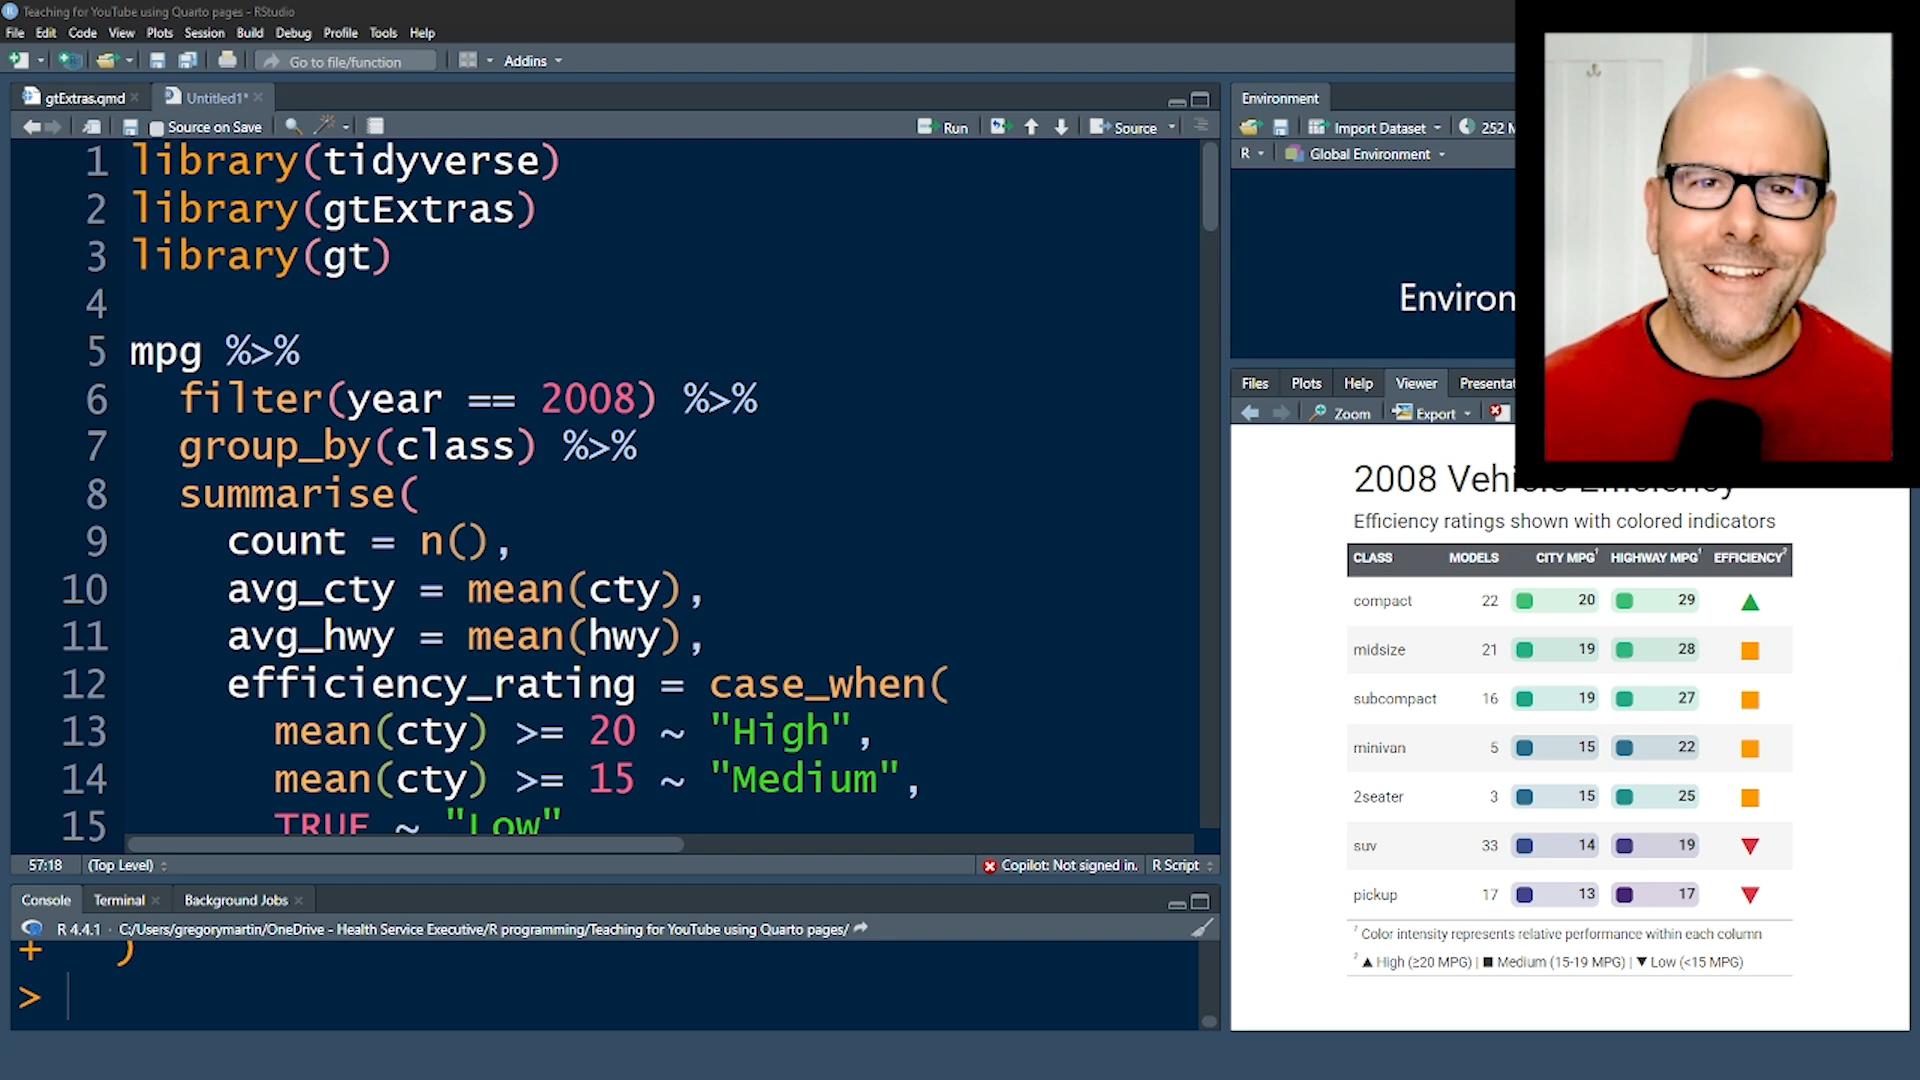 Teaching for YouTube using Quarto pages - RStudio
File Edit Code View Plots Session Build Debug Profile Tools Help
Go to file/function Addins
gtExtras.qmd Untitled1*
Source on Save Run Source
1 library(tidyverse)
2 library(gtExtras)
3 library(gt)
4
5 mpg %>%
6 filter(year == 2008) %>%
7 group_by(class) %>%
8 summarise(
9 count = n(),
10 avg_cty = mean(cty),
11 avg_hwy = mean(hwy),
12 efficiency_rating = case_when(
13 mean(cty) >= 20 ~ "High",
14 mean(cty) >= 15 ~ "Medium",
15 TRUE ~ "Low"
57:18 (Top Level) Copilot: Not signed in. R Script
Console Terminal Background Jobs
R 4.4.1 · C:/Users/gregorymartin/OneDrive - Health Service Executive/R programming/Teaching for YouTube using Quarto pages/
+ )
>
Environment
Import Dataset 252 M
R Global Environment
Environ
Files Plots Help Viewer Presentat
Zoom Export
2008 Vehicle Efficiency
Efficiency ratings shown with colored indicators
CLASS MODELS CITY MPG¹ HIGHWAY MPG¹ EFFICIENCY²
compact 22 20 29 ▲
midsize 21 19 28 ■
subcompact 16 19 27 ■
minivan 5 15 22 ■
2seater 3 15 25 ■
suv 33 14 19 ▼
pickup 17 13 17 ▼
¹ Color intensity represents relative performance within each column
² ▲ High (≥20 MPG) | ■ Medium (15-19 MPG) | ▼ Low (<15 MPG)